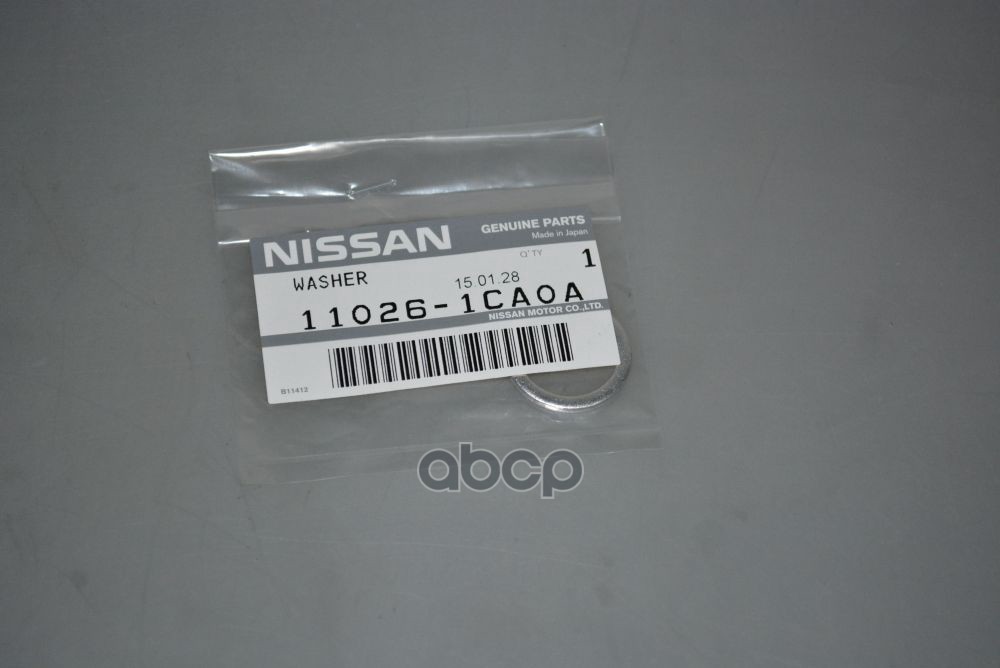 NISSAN
GENUINE PARTS
Made in Japan
Q'TY 1
WASHER
15.01.28
11026-1CA0A
NISSAN MOTOR CO.,LTD.
B11412
abcp